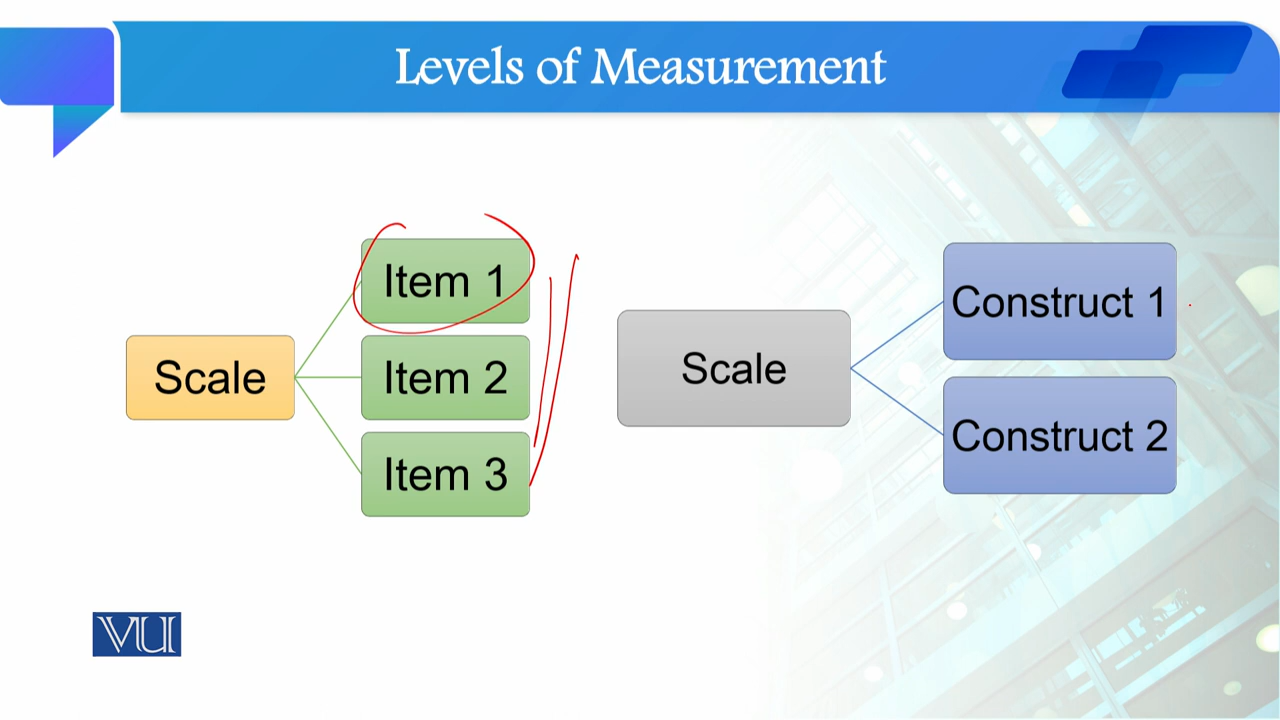 Levels of Measurement
Scale
Item 1
Item 2
Item 3
Scale
Construct 1
Construct 2
VU